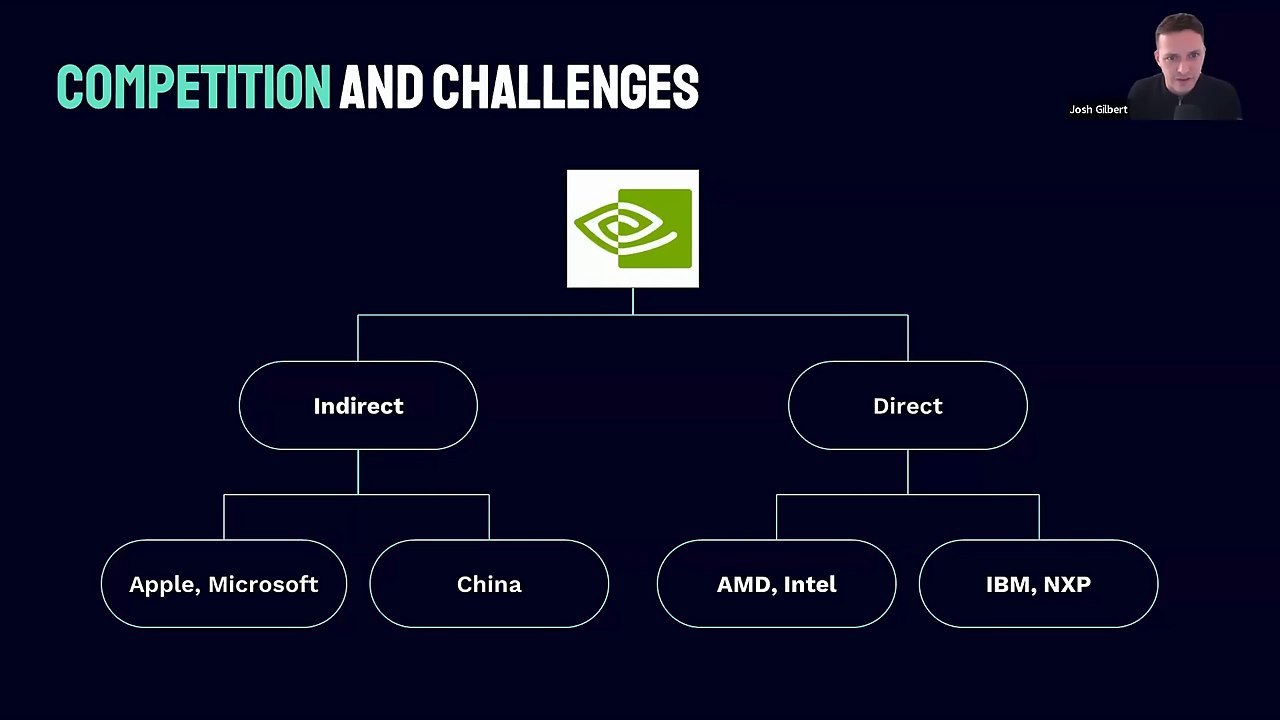 COMPETITION AND CHALLENGES
Josh Gilbert
Indirect
Direct
Apple, Microsoft
China
AMD, Intel
IBM, NXP